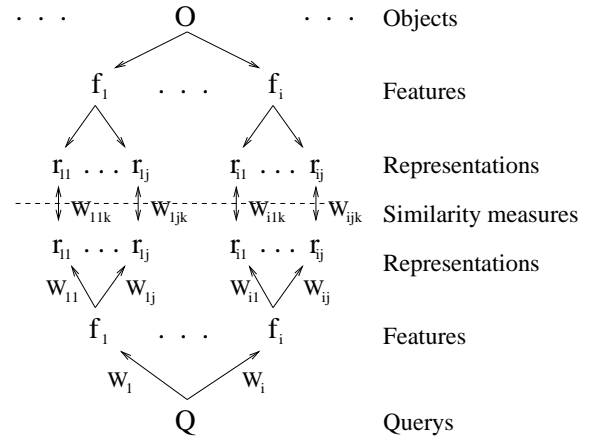 . . . O . . . Objects
f1 . . . fi Features
r11 . . . r1j ri1 . . . rij Representations
W11k W1jk Wi1k Wijk Similarity measures
r11 . . . r1j ri1 . . . rij Representations
W11 W1j Wi1 Wij
f1 . . . fi Features
W1 Wi
Q Querys